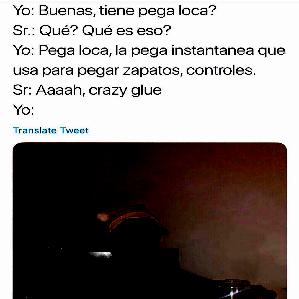 Yo: Buenas, tiene pega loca?
Sr.: Qué? Qué es eso?
Yo: Pega loca, la pega instantanea que
usa para pegar zapatos, controles.
Sr: Aaaah, crazy glue
Yo:
Translate Tweet